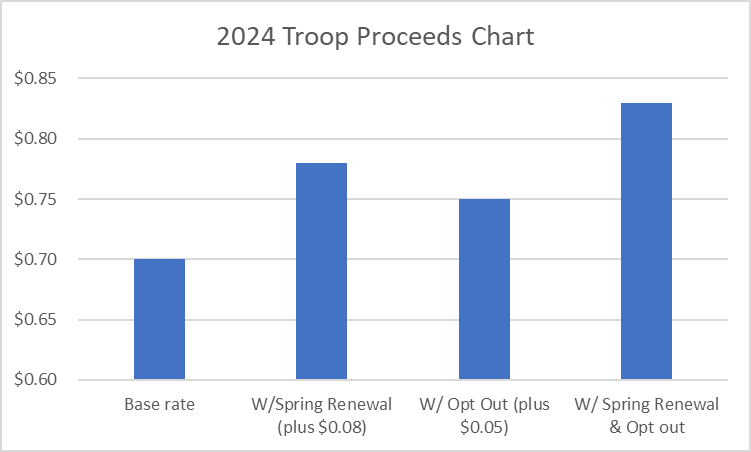 2024 Troop Proceeds Chart
$0.85
$0.80
$0.75
$0.70
$0.65
$0.60
Base rate
W/Spring Renewal
(plus $0.08)
W/ Opt Out (plus
$0.05)
W/ Spring Renewal
& Opt out